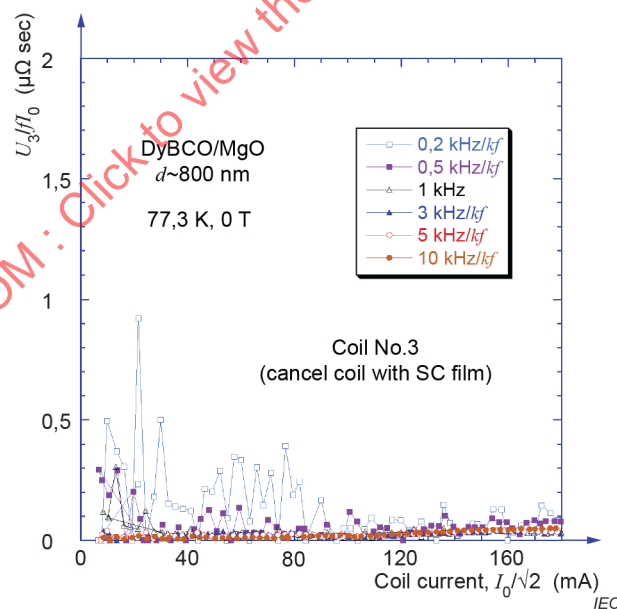 OM : Click to view the
U₃/fI₀ (μΩ sec)
2
1,5
1
0,5
0
DyBCO/MgO
d~800 nm
77,3 K, 0 T
0,2 kHz/kf
0,5 kHz/kf
1 kHz
3 kHz/kf
5 kHz/kf
10 kHz/kf
Coil No.3
(cancel coil with SC film)
0 40 80 120 160
Coil current, I₀/√2 (mA)
IEC